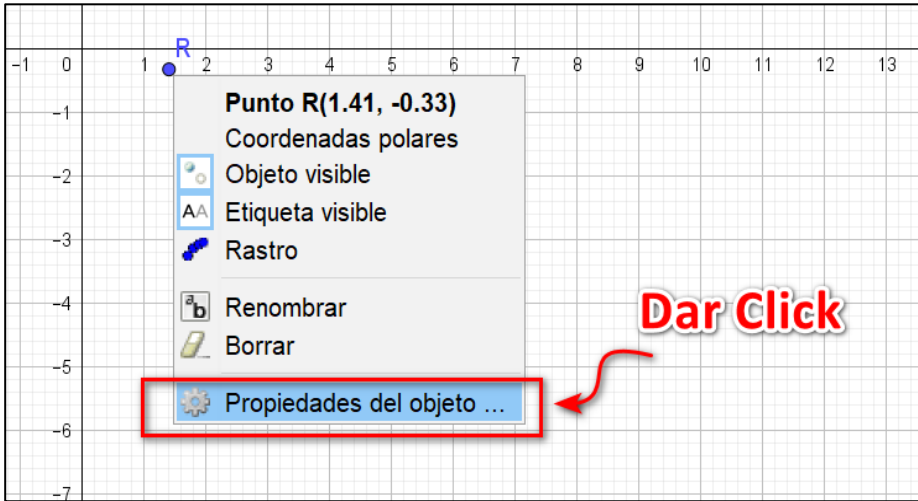 R
-1 0 1 2 3 4 5 6 7 8 9 10 11 12 13
-1
-2
-3
-4
-5
-6
-7
Punto R(1.41, -0.33)
Coordenadas polares
Objeto visible
AA Etiqueta visible
Rastro
ab Renombrar
Borrar
Propiedades del objeto ...
Dar Click